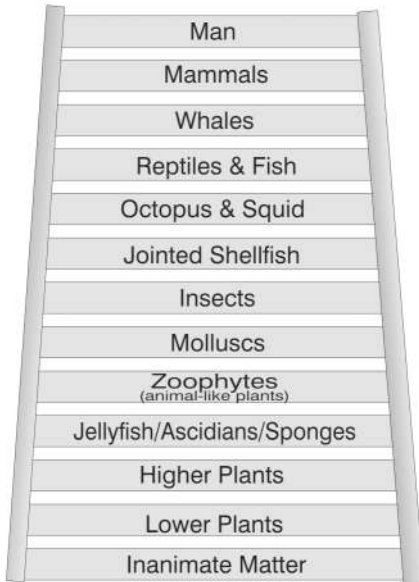 Man
Mammals
Whales
Reptiles & Fish
Octopus & Squid
Jointed Shellfish
Insects
Molluscs
Zoophytes
(animal-like plants)
Jellyfish/Ascidians/Sponges
Higher Plants
Lower Plants
Inanimate Matter